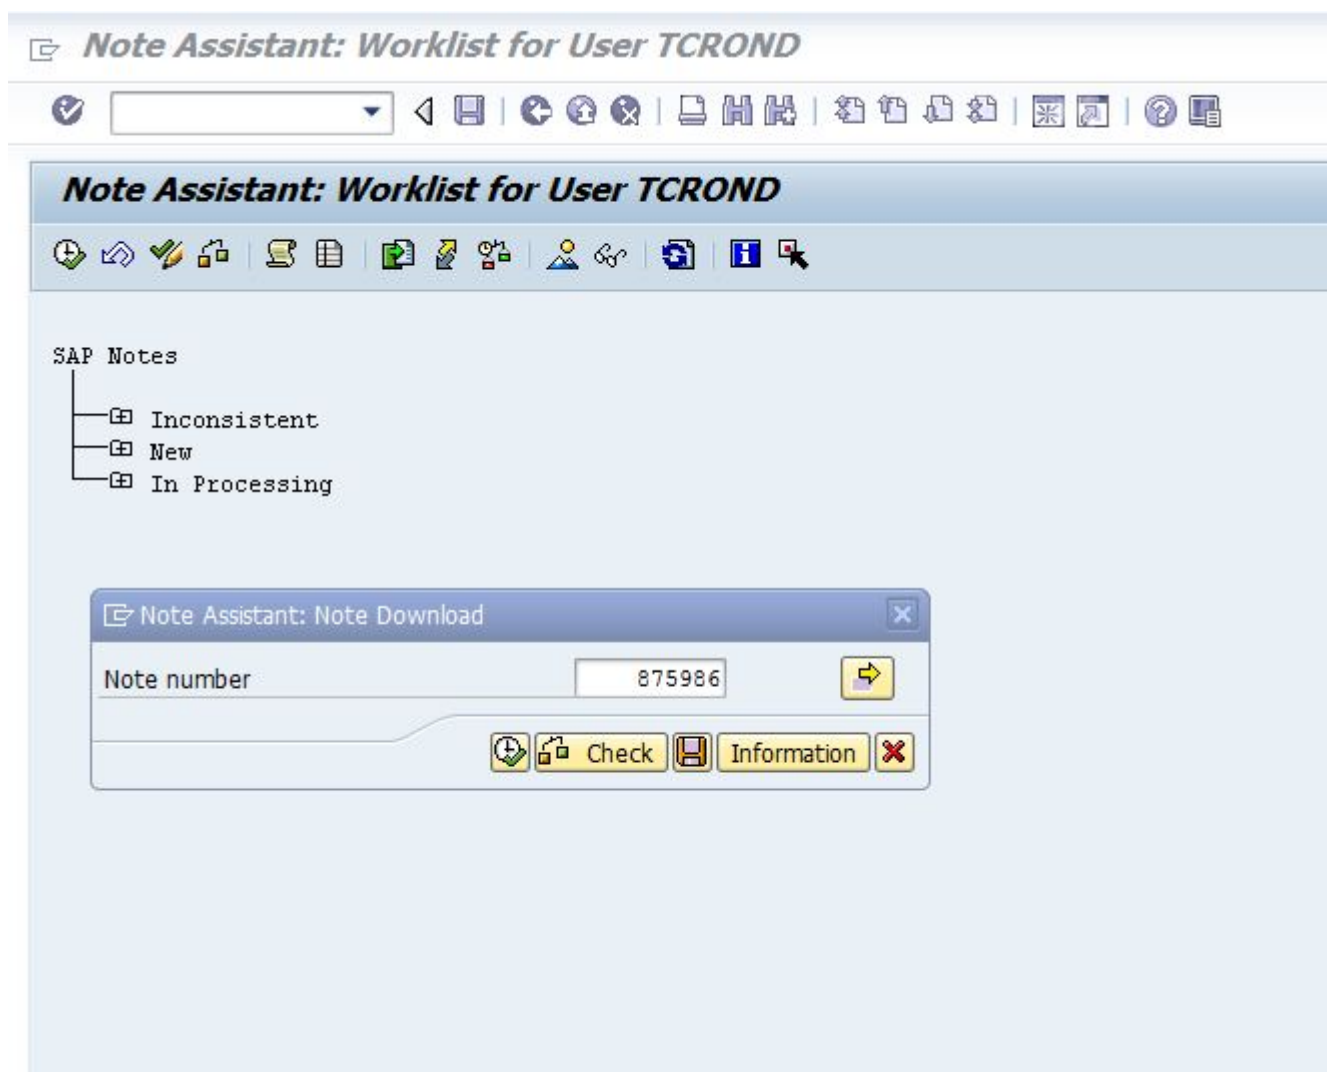 Note Assistant: Worklist for User TCROND
Note Assistant: Worklist for User TCROND
SAP Notes
Inconsistent
New
In Processing
Note Assistant: Note Download
Note number 875986
Check Information